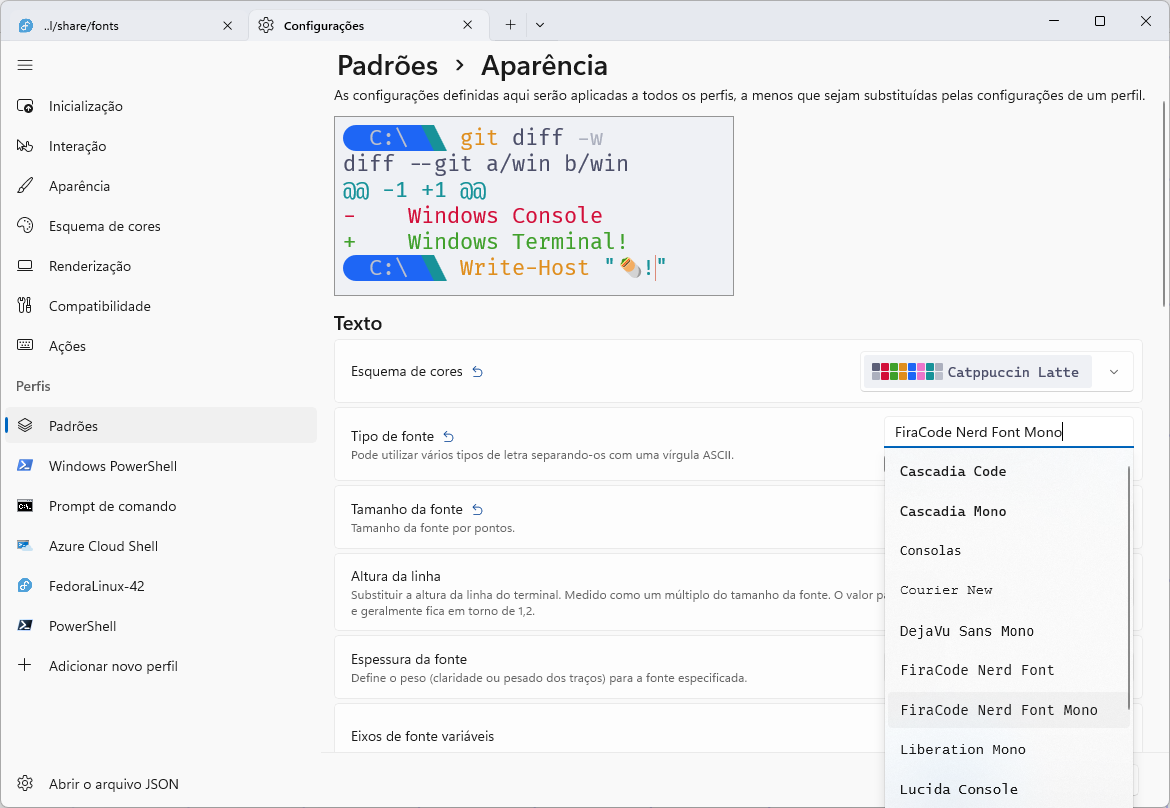 ..l/share/fonts
Configurações
Padrões > Aparência
As configurações definidas aqui serão aplicadas a todos os perfis, a menos que sejam substituídas pelas configurações de um perfil.
Inicialização
Interação
Aparência
Esquema de cores
Renderização
Compatibilidade
Ações
Perfis
Padrões
Windows PowerShell
Prompt de comando
Azure Cloud Shell
FedoraLinux-42
PowerShell
Adicionar novo perfil
Abrir o arquivo JSON
C:\ git diff -w
diff --git a/win b/win
@@ -1 +1 @@
-    Windows Console
+    Windows Terminal!
C:\ Write-Host "🌯!"
Texto
Esquema de cores
Catppuccin Latte
Tipo de fonte
Pode utilizar vários tipos de letra separando-os com uma vírgula ASCII.
FiraCode Nerd Font Mono
Tamanho da fonte
Tamanho da fonte por pontos.
Altura da linha
Substituir a altura da linha do terminal. Medido como um múltiplo do tamanho da fonte. O valor
e geralmente fica em torno de 1,2.
Espessura da fonte
Define o peso (claridade ou pesado dos traços) para a fonte especificada.
Eixos de fonte variáveis
Cascadia Code
Cascadia Mono
Consolas
Courier New
DejaVu Sans Mono
FiraCode Nerd Font
FiraCode Nerd Font Mono
Liberation Mono
Lucida Console